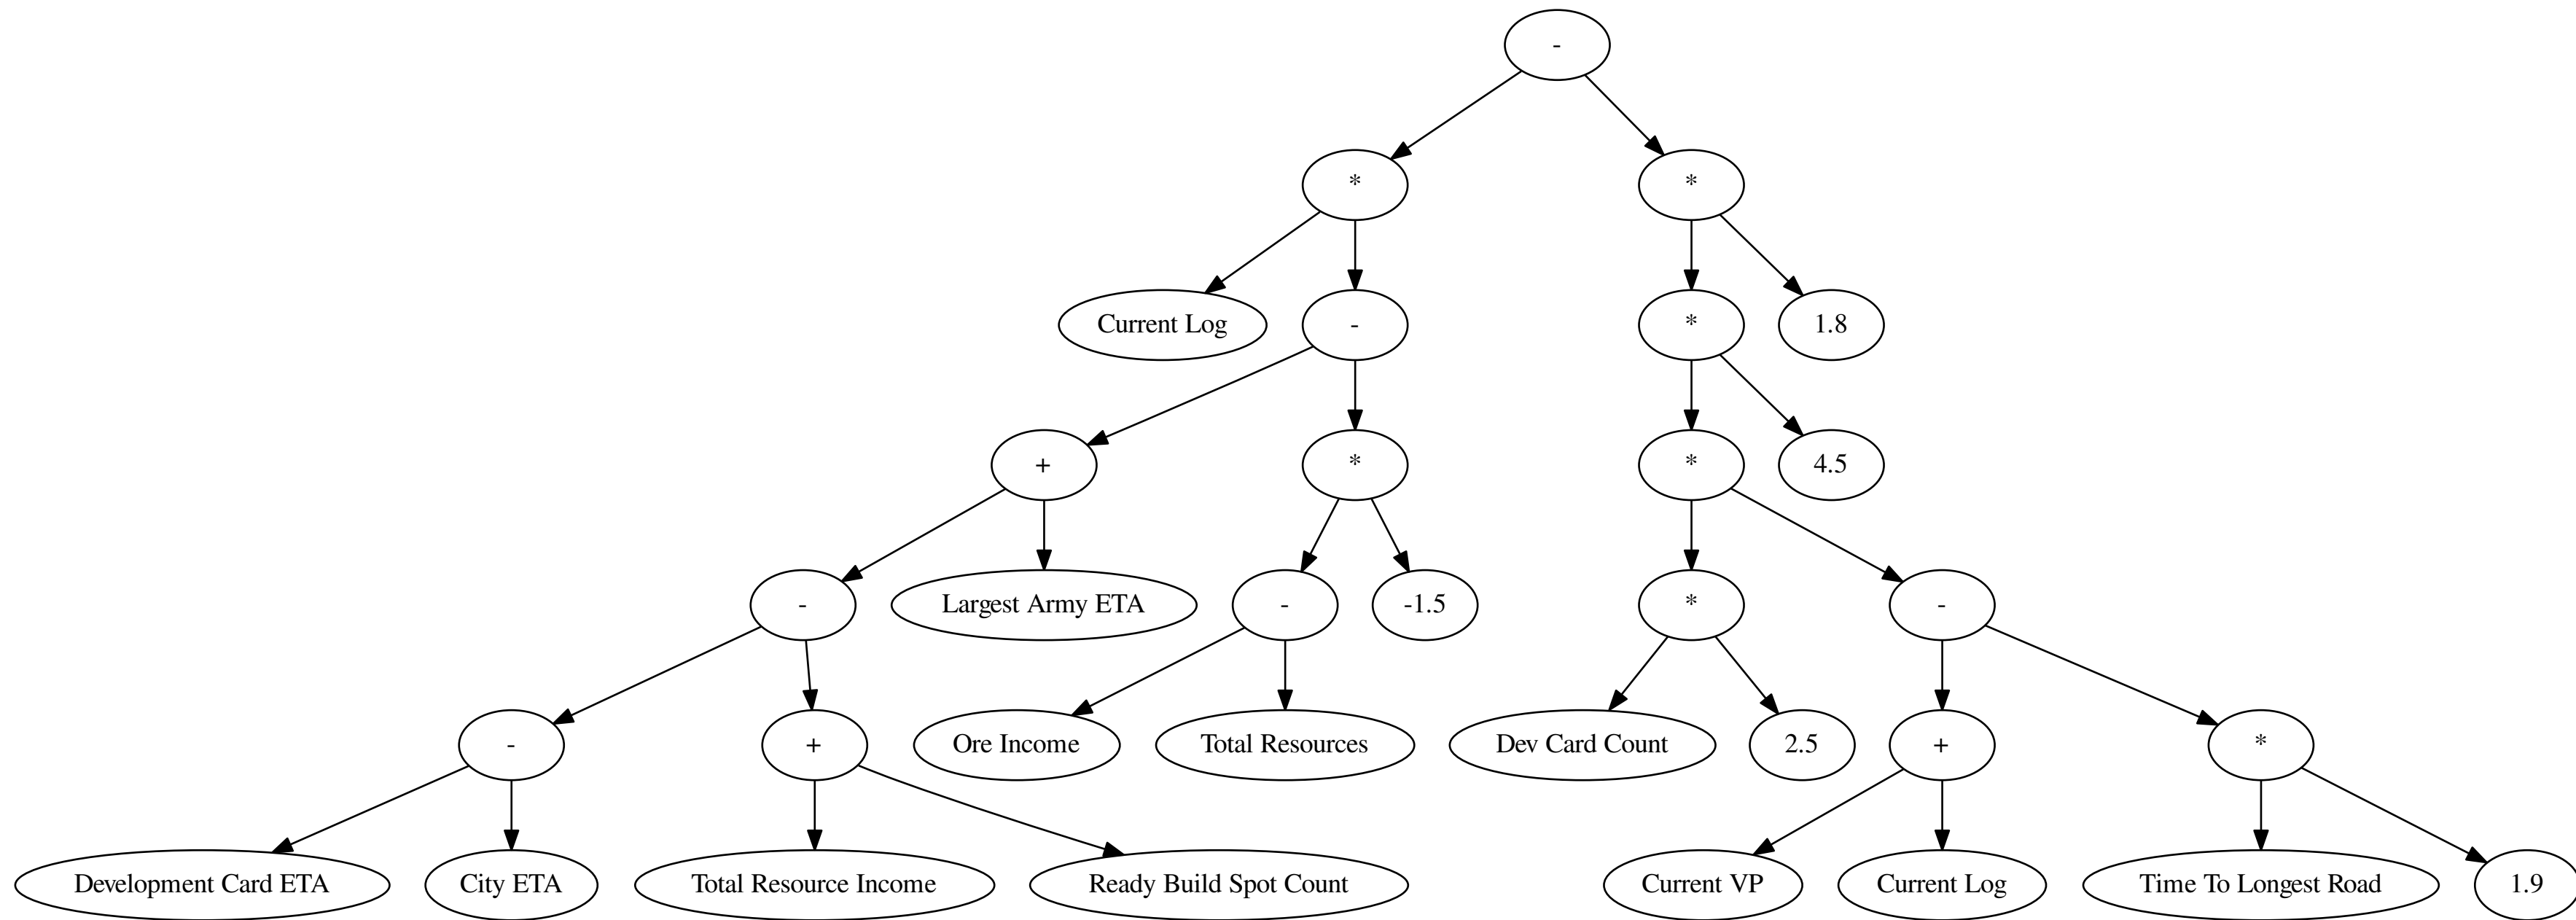 -
*
*
Current Log
-
*
1.8
+
*
*
4.5
-
Largest Army ETA
-
-1.5
*
-
-
+
Ore Income
Total Resources
Dev Card Count
2.5
+
*
Development Card ETA
City ETA
Total Resource Income
Ready Build Spot Count
Current VP
Current Log
Time To Longest Road
1.9